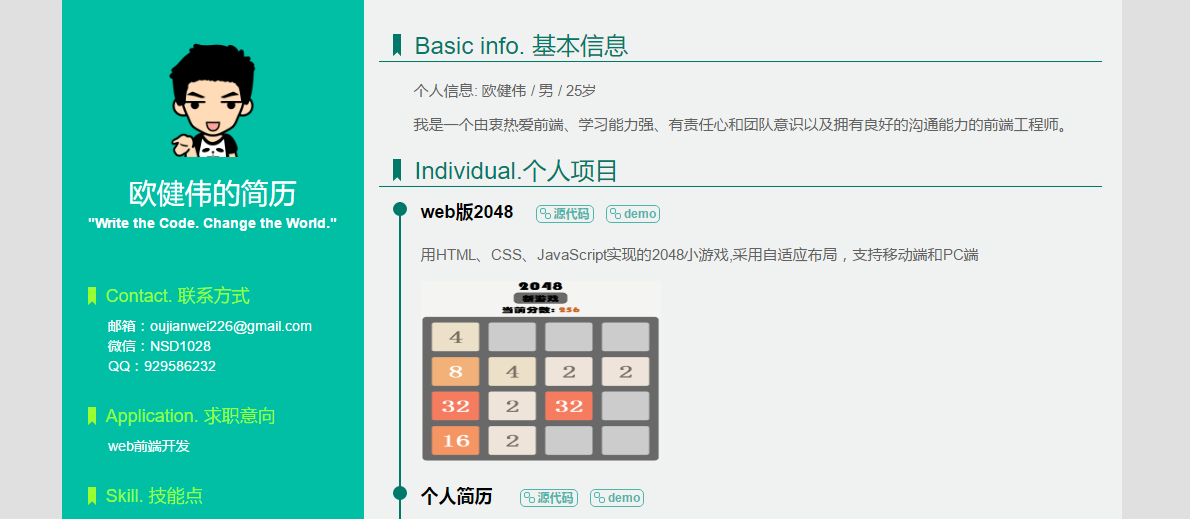 欧健伟的简历
"Write the Code. Change the World."
Contact. 联系方式
邮箱：oujianwei226@gmail.com
微信：NSD1028
QQ：929586232
Application. 求职意向
web前端开发
Skill. 技能点
Basic info. 基本信息
个人信息: 欧健伟 / 男 / 25岁
我是一个由衷热爱前端、学习能力强、有责任心和团队意识以及拥有良好的沟通能力的前端工程师。
Individual.个人项目
web版2048 源代码 demo
用HTML、CSS、JavaScript实现的2048小游戏,采用自适应布局，支持移动端和PC端
2048
新游戏
当前分数: 256
4
8 4 2 2
32 2 32
16 2
个人简历 源代码 demo